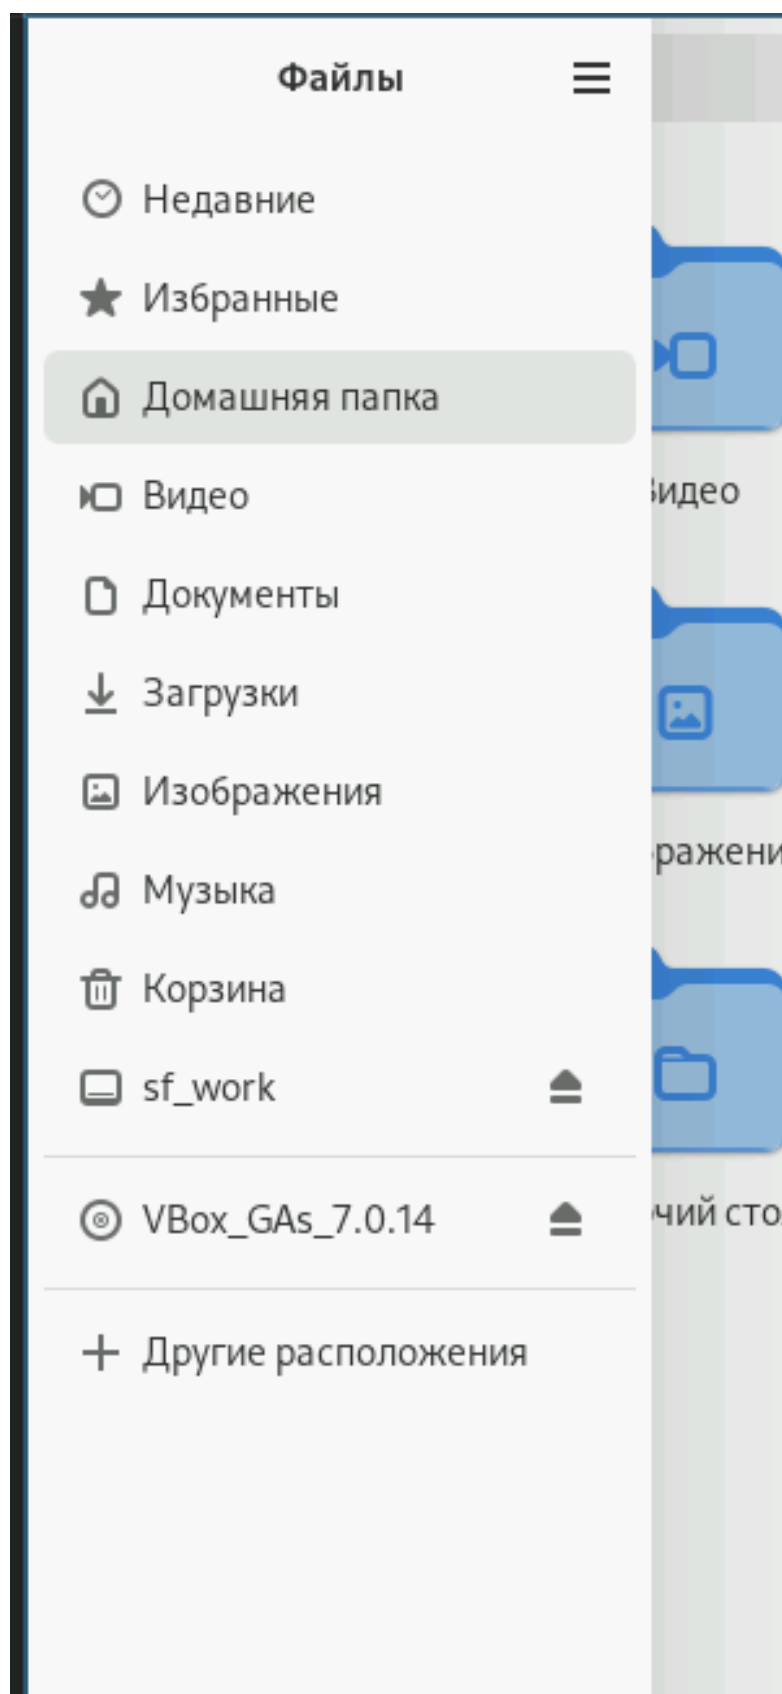 Файлы
Недавние
Избранные
Домашняя папка
Видео
Документы
Загрузки
Изображения
Музыка
Корзина
sf_work
VBox_GAs_7.0.14
Другие расположения